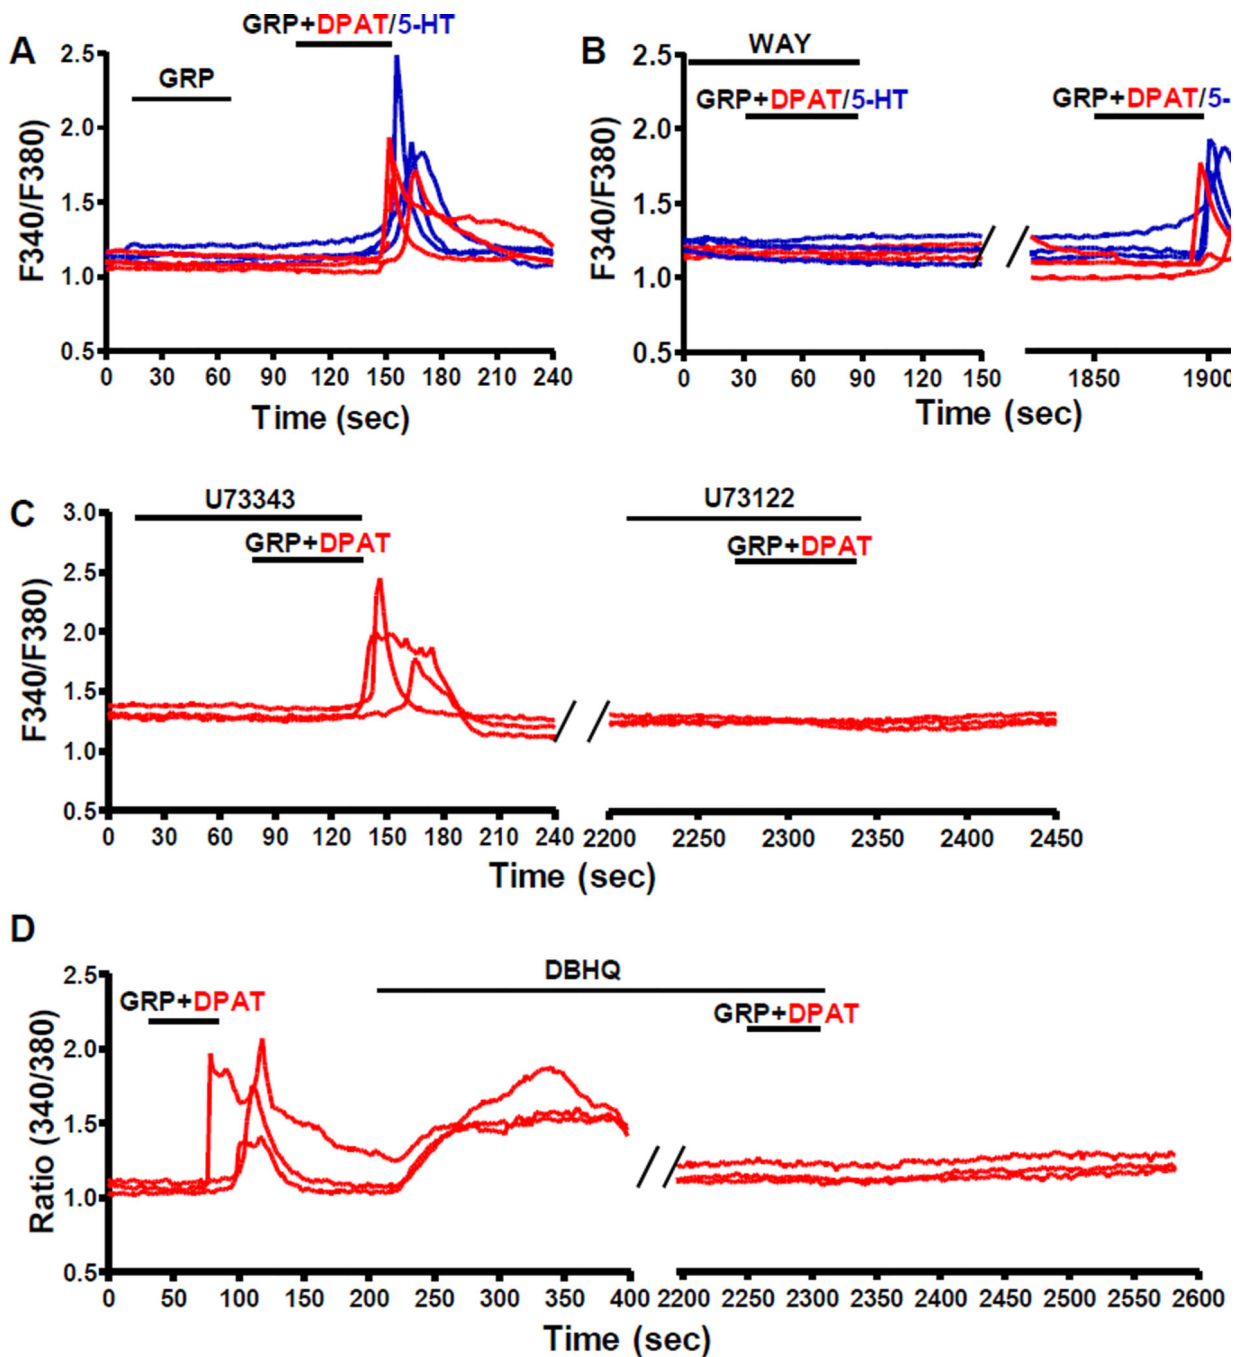 A
GRP+DPAT/5-HT
GRP
2.5
2.0
1.5
1.0
0.5
F340/F380)
0 30 60 90 120 150 180 210 240
Time (sec)
B
WAY
GRP+DPAT/5-HT
GRP+DPAT/5-
2.5
2.0
1.5
1.0
0.5
F340/F380)
0 30 60 90 120 150
1850 1900
Time (sec)
C
U73343
GRP+DPAT
U73122
GRP+DPAT
3.0
2.5
2.0
1.5
1.0
0.5
F340/F380)
0 30 60 90 120 150 180 210 240
2200 2250 2300 2350 2400 2450
Time (sec)
D
GRP+DPAT
DBHQ
GRP+DPAT
2.5
2.0
1.5
1.0
0.5
Ratio (340/380)
0 50 100 150 200 250 300 350 400
2200 2250 2300 2350 2400 2450 2500 2550 2600
Time (sec)